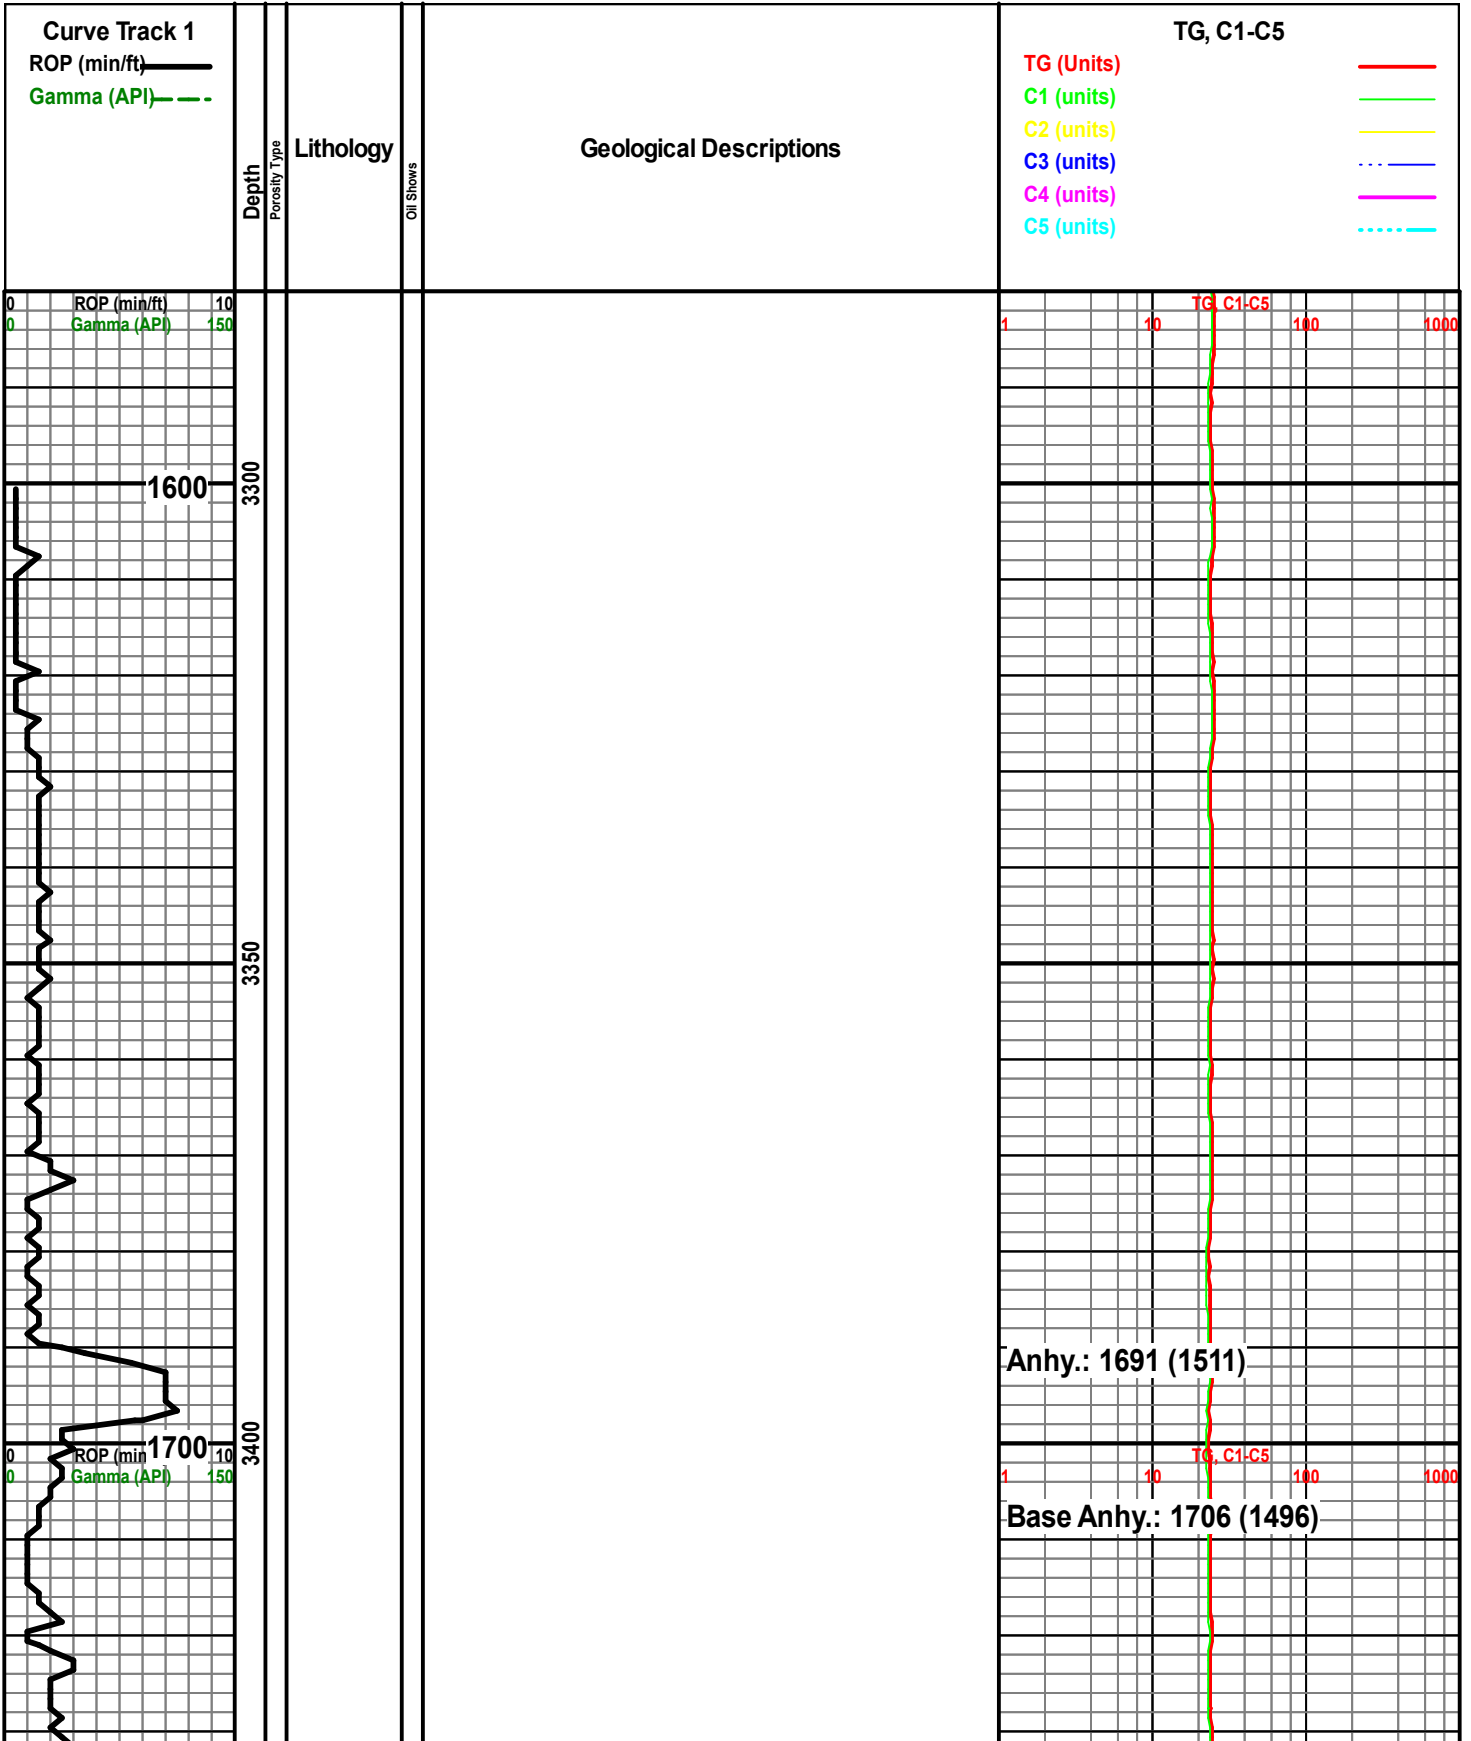 Curve Track 1
ROP (min/ft)
Gamma (API)
Depth
Porosity Type
Lithology
Oil Shows
Geological Descriptions
TG, C1-C5
TG (Units)
C1 (units)
C2 (units)
C3 (units)
C4 (units)
C5 (units)
0 ROP (min/ft) 10
0 Gamma (API) 150
TG, C1-C5
1 10 100 1000
1600
3300
3350
Anhy.: 1691 (1511)
1700
3400
0 ROP (min 10
0 Gamma (API) 150
TG, C1-C5
1 10 100 1000
Base Anhy.: 1706 (1496)